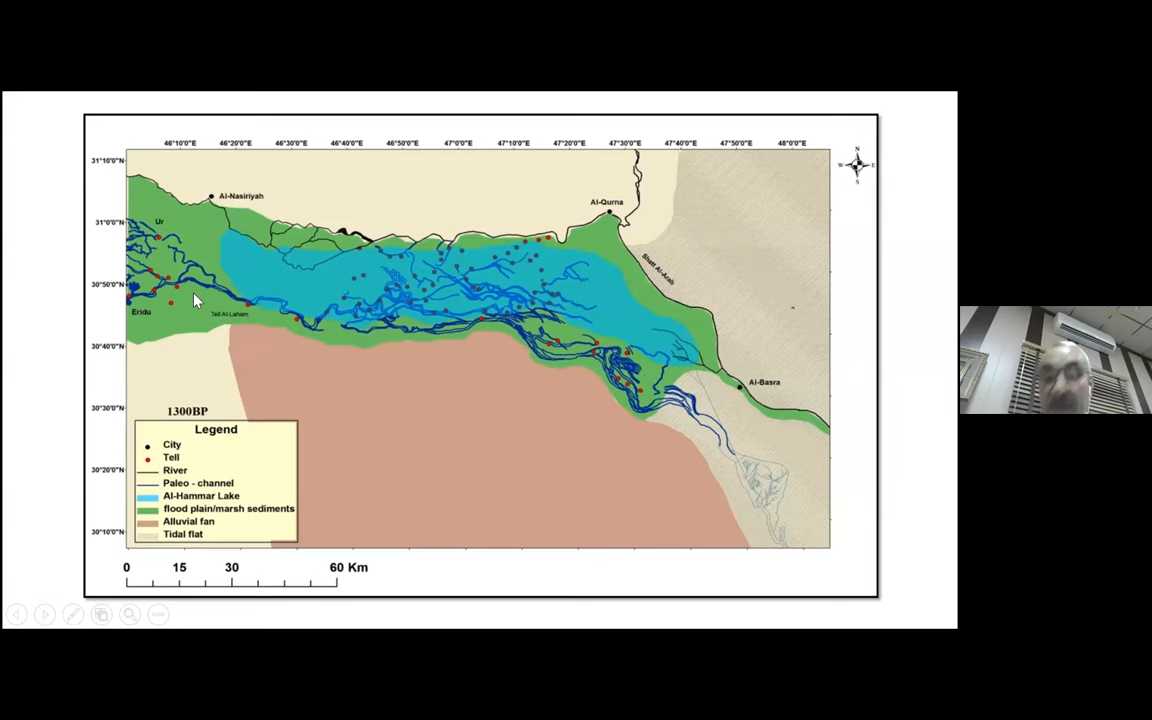 46°10'0"E 46°20'0"E 46°30'0"E 46°40'0"E 46°50'0"E 47°0'0"E 47°10'0"E 47°20'0"E 47°30'0"E 47°40'0"E 47°50'0"E 48°0'0"E
31°10'0"N
N
W E
S
Al-Nasiriyah
Al-Qurna
31°0'0"N
Ur
Shatt Al-Arab
30°50'0"N
Eridu
Tell Al-Laham
30°40'0"N
Al-Basra
30°30'0"N
1300BP
Legend
City
Tell
River
Paleo - channel
Al-Hammar Lake
flood plain/marsh sediments
Alluvial fan
Tidal flat
30°20'0"N
30°10'0"N
0 15 30 60 Km